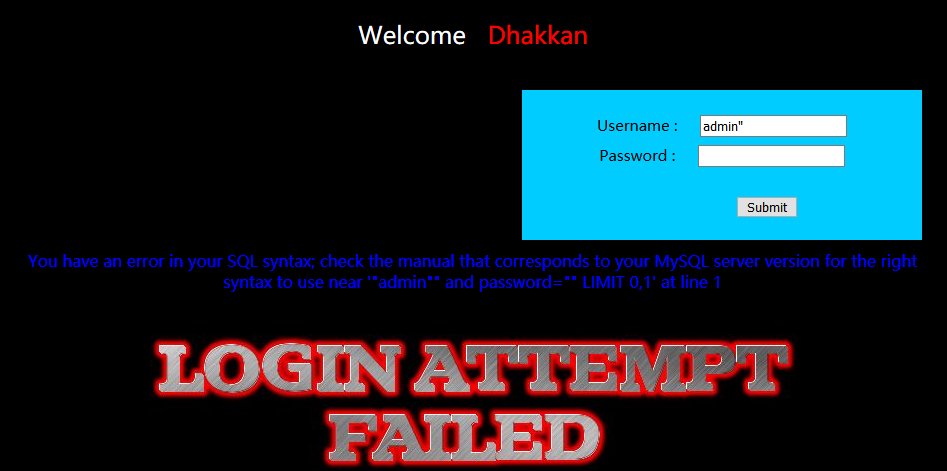 Welcome Dhakkan
Username : admin"
Password :
Submit
You have an error in your SQL syntax; check the manual that corresponds to your MySQL server version for the right
syntax to use near '"admin"" and password="" LIMIT 0,1' at line 1
LOGIN ATTEMPT
FAILED